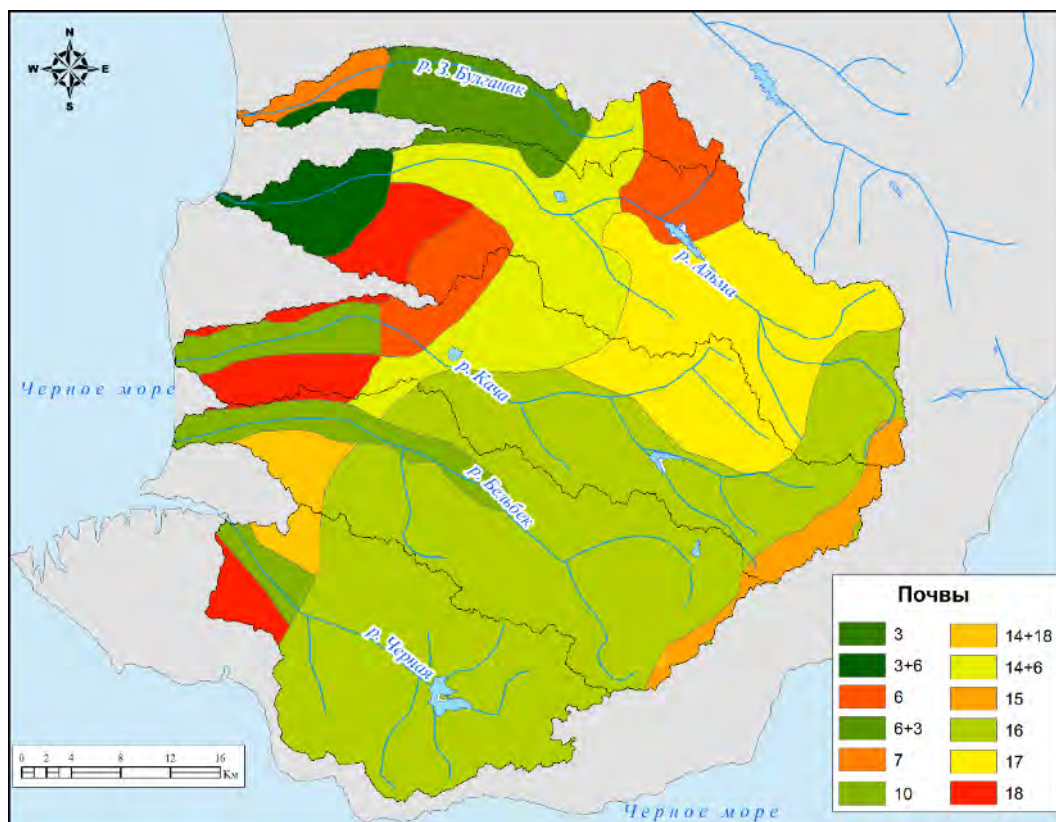 N
W E
S
р. З. Булганак
р. Альма
Черное море
р. Кача
р. Бельбек
р. Черная
Почвы
3
3+6
6
6+3
7
10
14+18
14+6
15
16
17
18
0 2 4 8 12 16
Км
Черное море